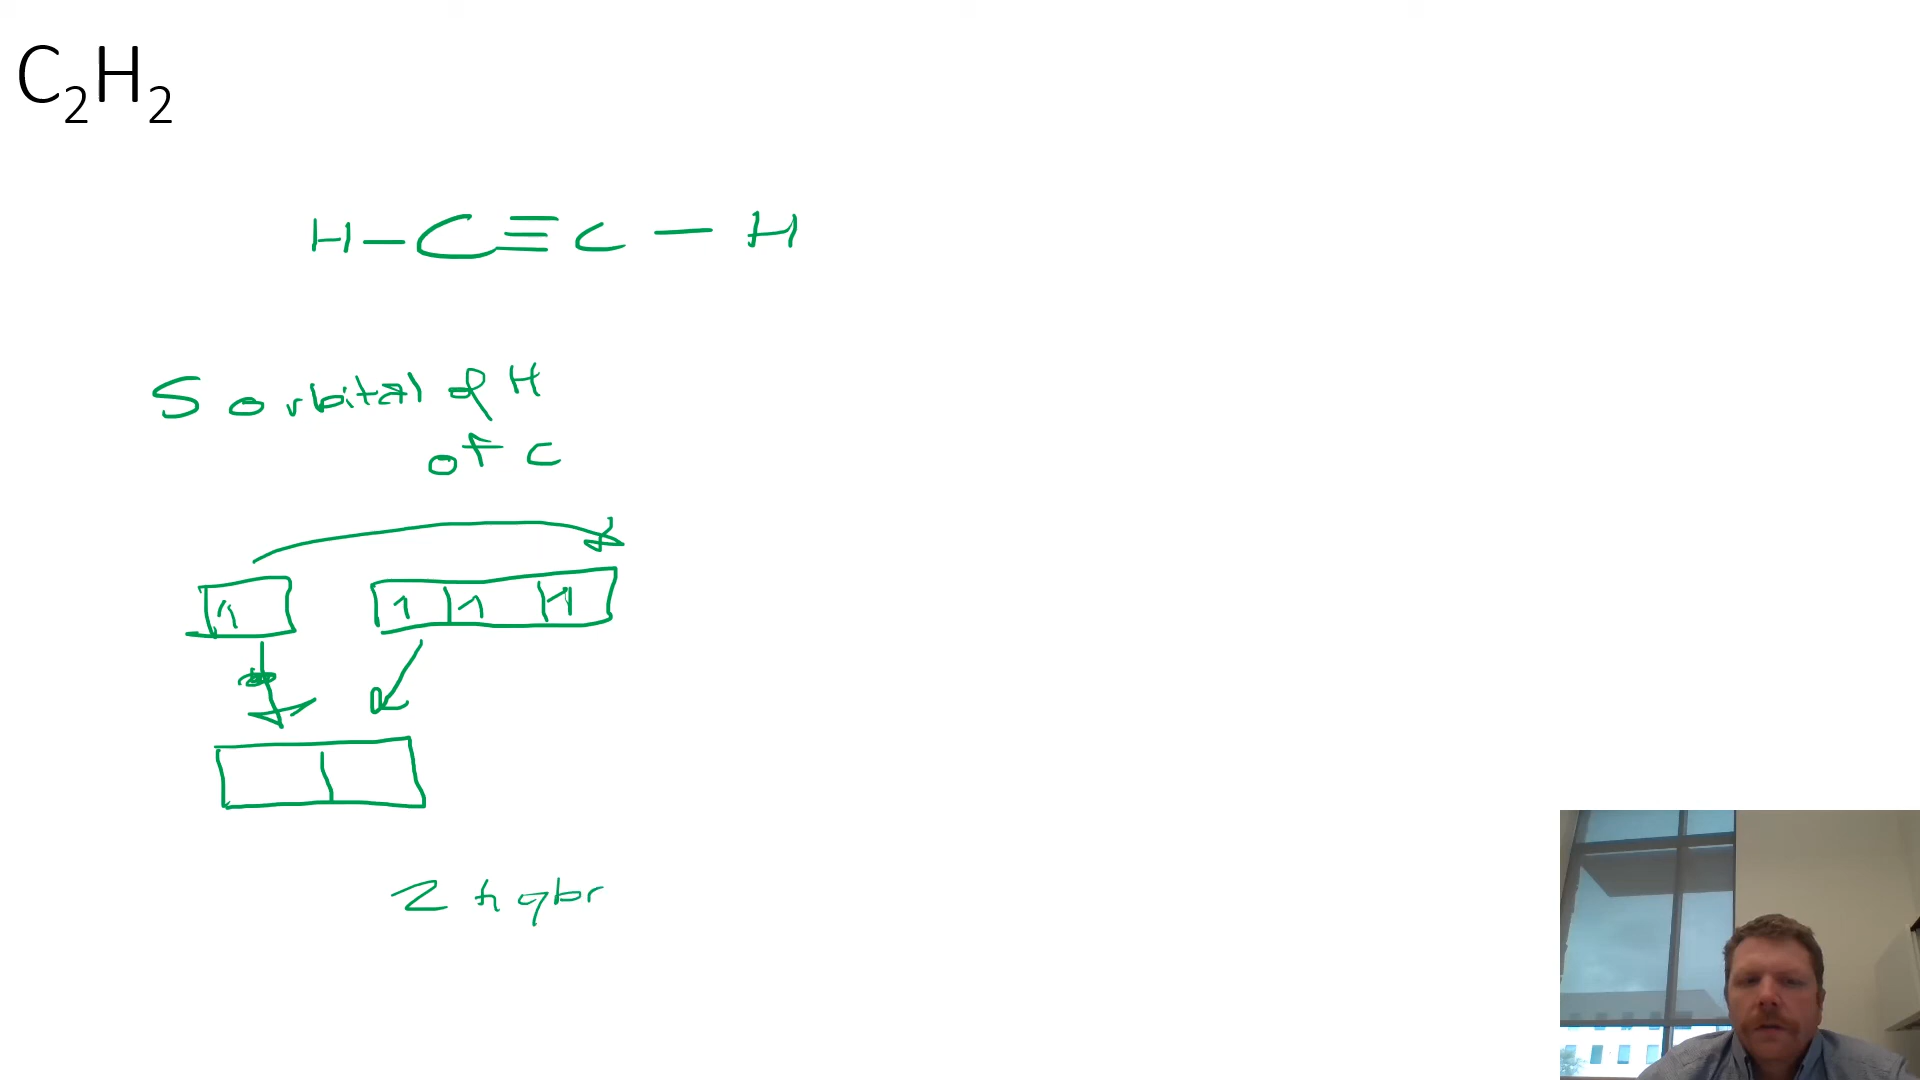 C₂H₂
H—C≡C—H
S orbital of H
of C
1 1 1 1
2 hybr